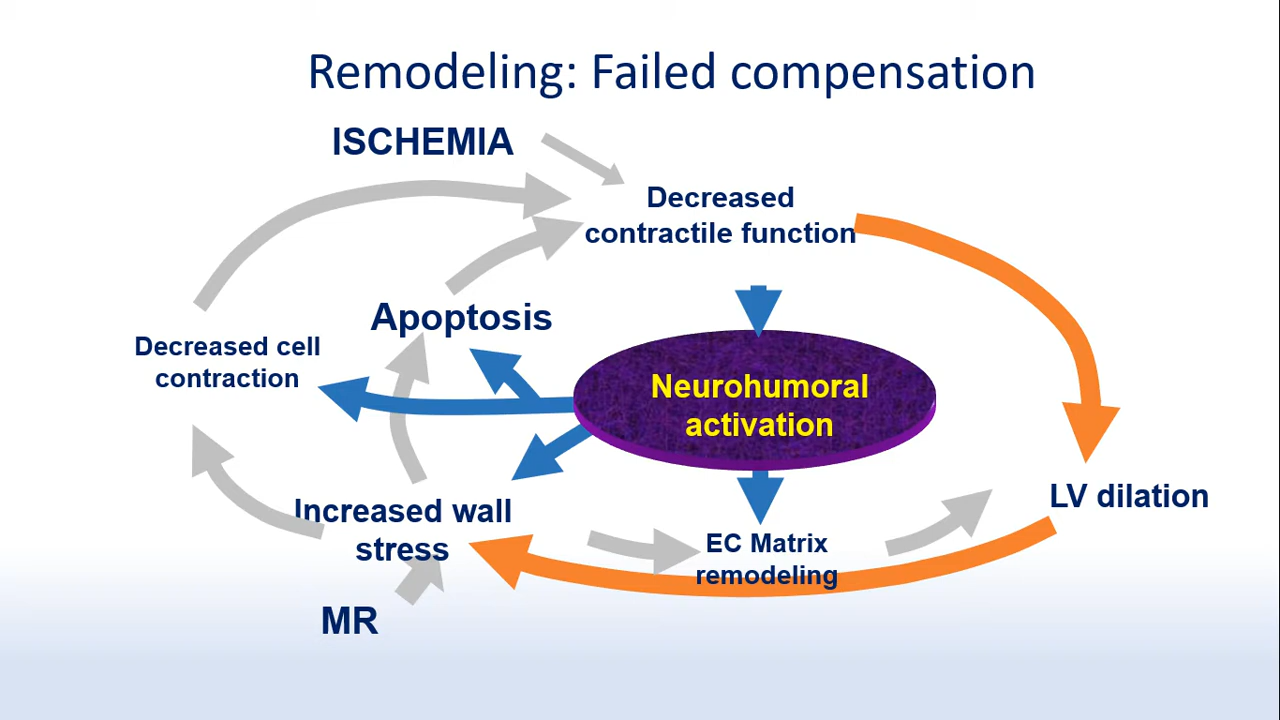 Remodeling: Failed compensation
ISCHEMIA
Decreased
contractile function
Apoptosis
Decreased cell
contraction
Neurohumoral
activation
LV dilation
Increased wall
stress
EC Matrix
remodeling
MR